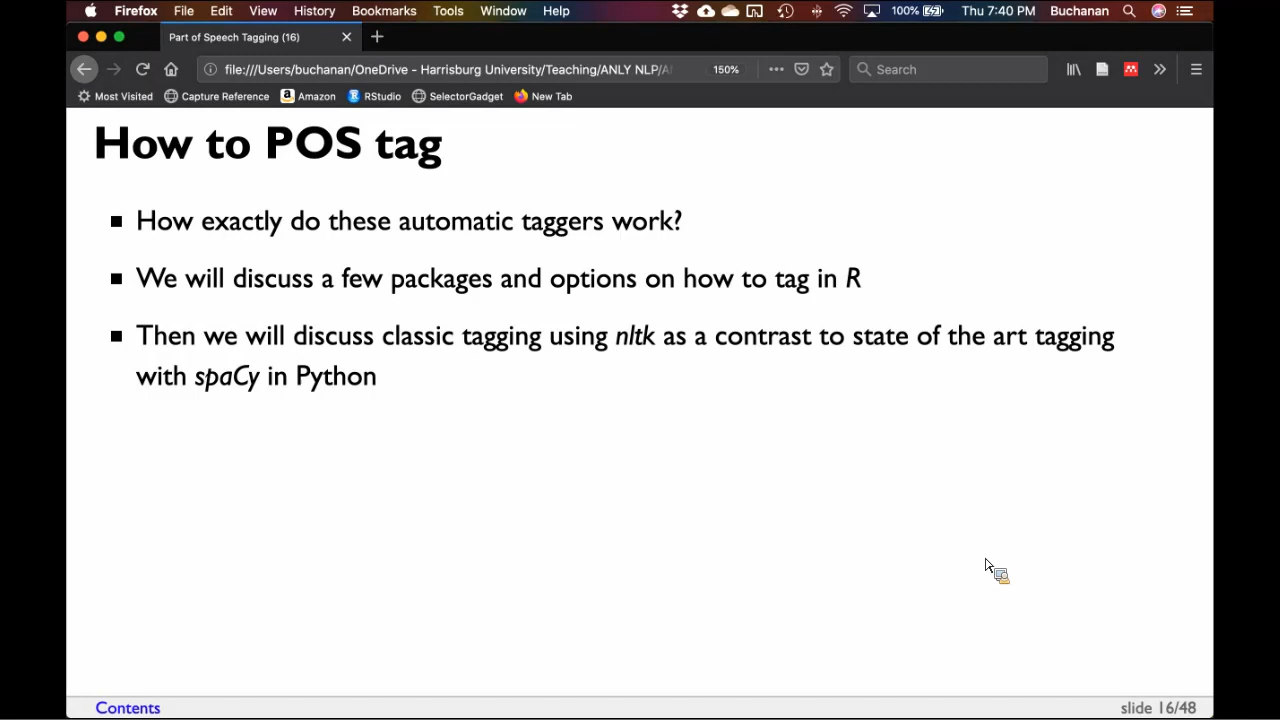 Firefox File Edit View History Bookmarks Tools Window Help 100% Thu 7:40 PM Buchanan
Part of Speech Tagging (16)
file:///Users/buchanan/OneDrive - Harrisburg University/Teaching/ANLY NLP/A 150% Search
Most Visited Capture Reference Amazon RStudio SelectorGadget New Tab
How to POS tag
How exactly do these automatic taggers work?
We will discuss a few packages and options on how to tag in R
Then we will discuss classic tagging using nltk as a contrast to state of the art tagging
with spaCy in Python
Contents slide 16/48